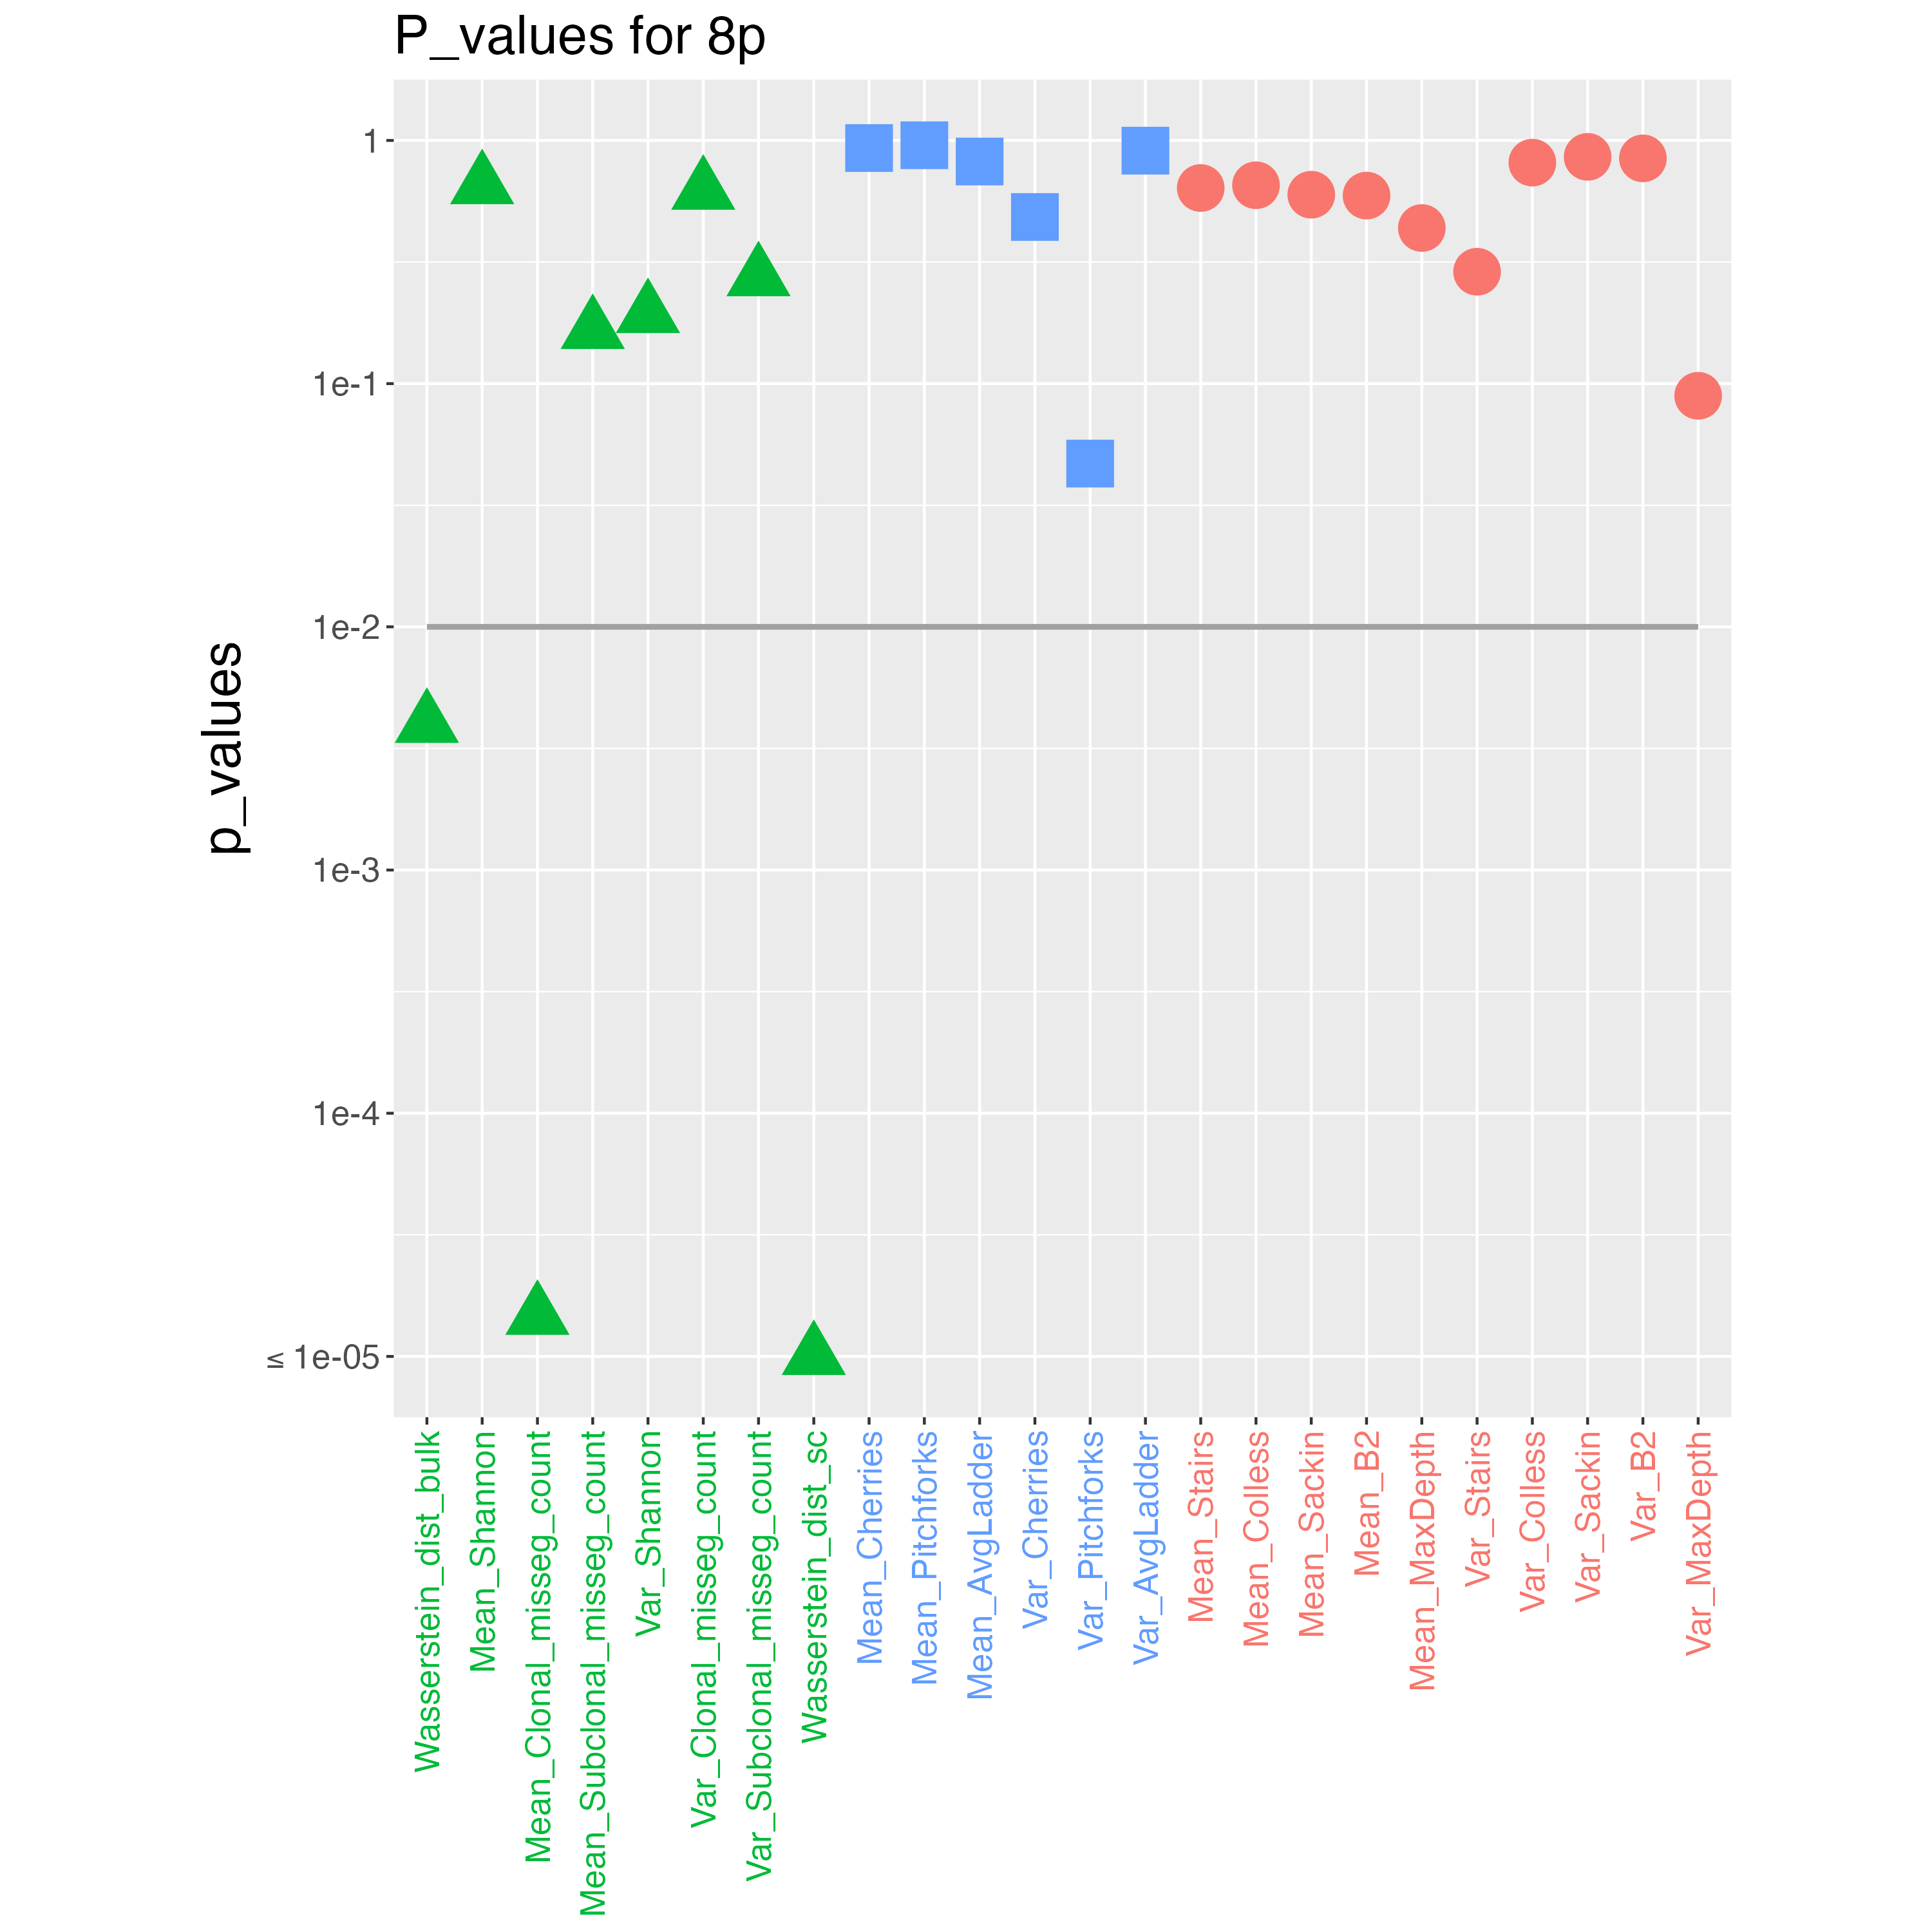 P_values for 8p
p_values
1
1e-1
1e-2
1e-3
1e-4
≤ 1e-05
Wasserstein_dist_bulk
Mean_Shannon
Mean_Clonal_misseg_count
Mean_Subclonal_misseg_count
Var_Shannon
Var_Clonal_misseg_count
Var_Subclonal_misseg_count
Wasserstein_dist_sc
Mean_Cherries
Mean_Pitchforks
Mean_AvgLadder
Var_Cherries
Var_Pitchforks
Var_AvgLadder
Mean_Stairs
Mean_Colless
Mean_Sackin
Mean_B2
Mean_MaxDepth
Var_Stairs
Var_Colless
Var_Sackin
Var_B2
Var_MaxDepth